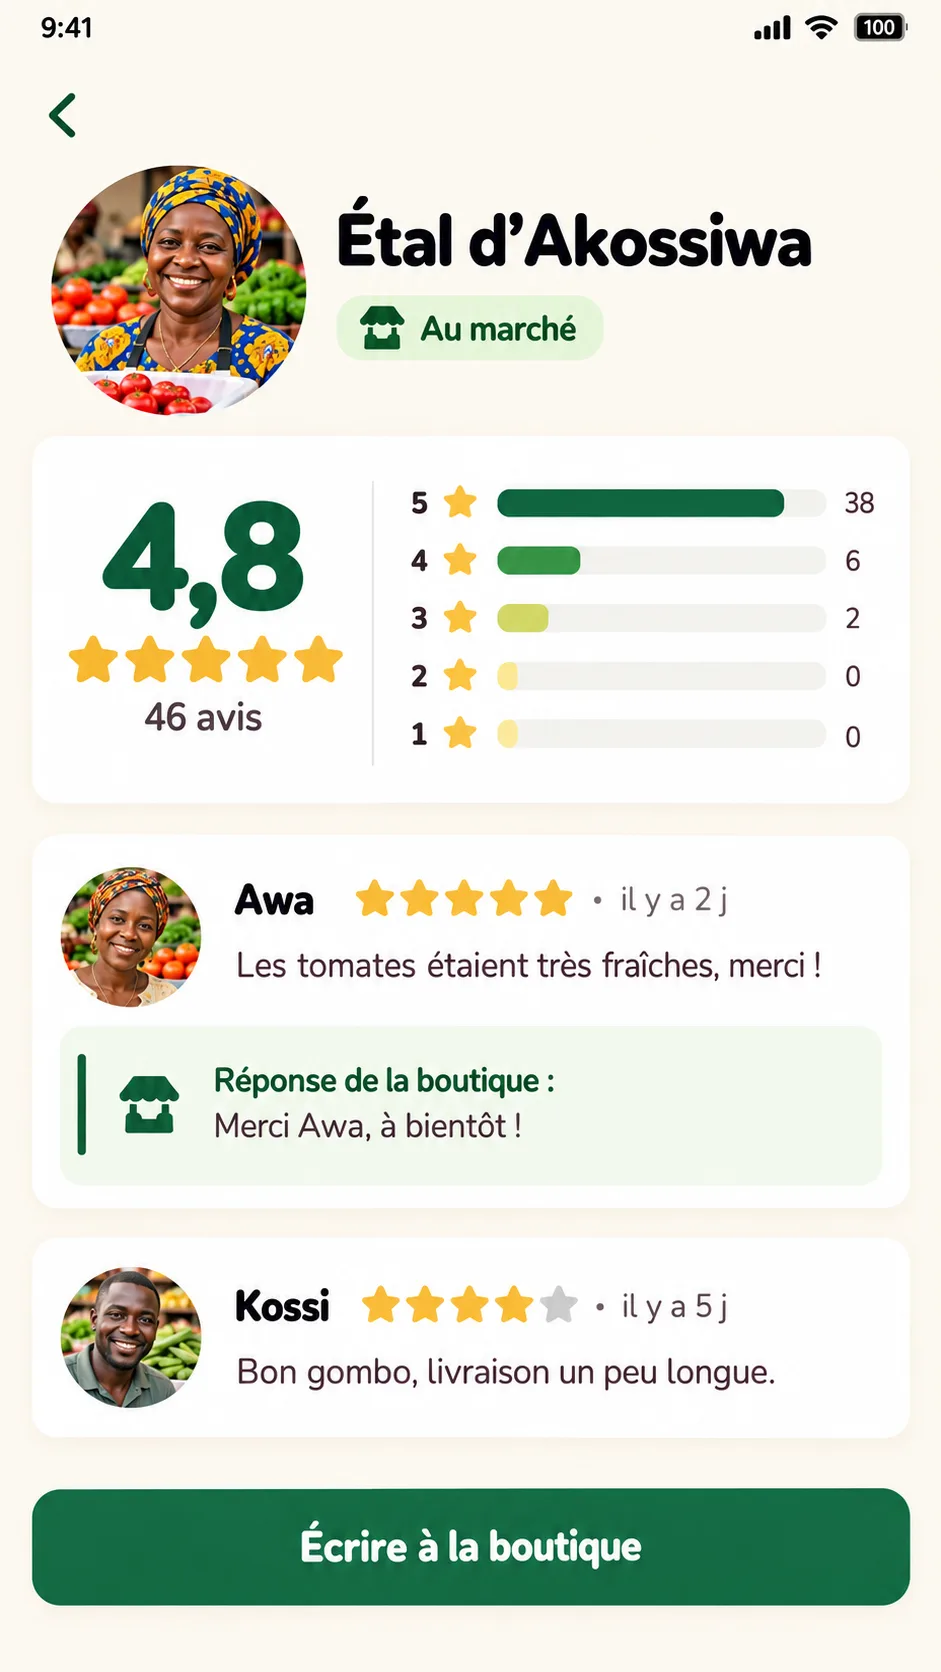 9:41
100
Étal d’Akossiwa
Au marché
4,8
46 avis
5 38
4 6
3 2
2 0
1 0
Awa • il y a 2 j
Les tomates étaient très fraîches, merci !
Réponse de la boutique :
Merci Awa, à bientôt !
Kossi • il y a 5 j
Bon gombo, livraison un peu longue.
Écrire à la boutique